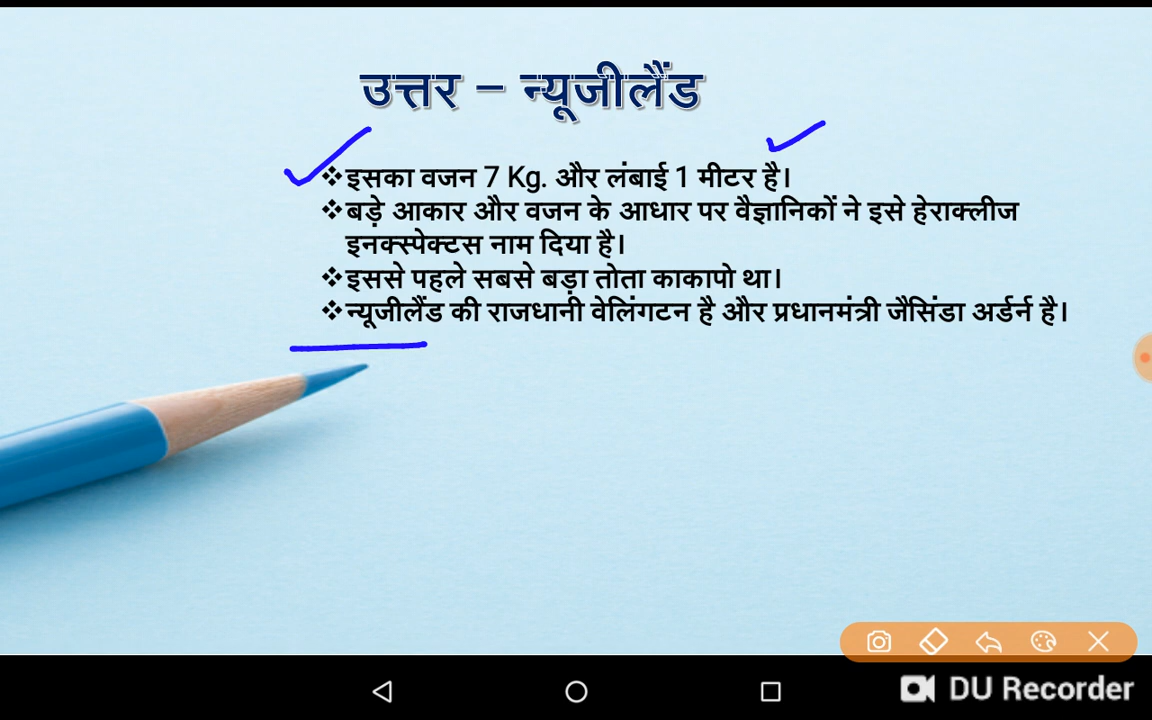 उत्तर – न्यूजीलैंड
❖इसका वजन 7 Kg. और लंबाई 1 मीटर है।
❖बड़े आकार और वजन के आधार पर वैज्ञानिकों ने इसे हेराक्लीज
इनक्स्पेक्टस नाम दिया है।
❖इससे पहले सबसे बड़ा तोता काकापो था।
❖न्यूजीलैंड की राजधानी वेलिंगटन है और प्रधानमंत्री जैसिंडा अर्डर्न है।
DU Recorder